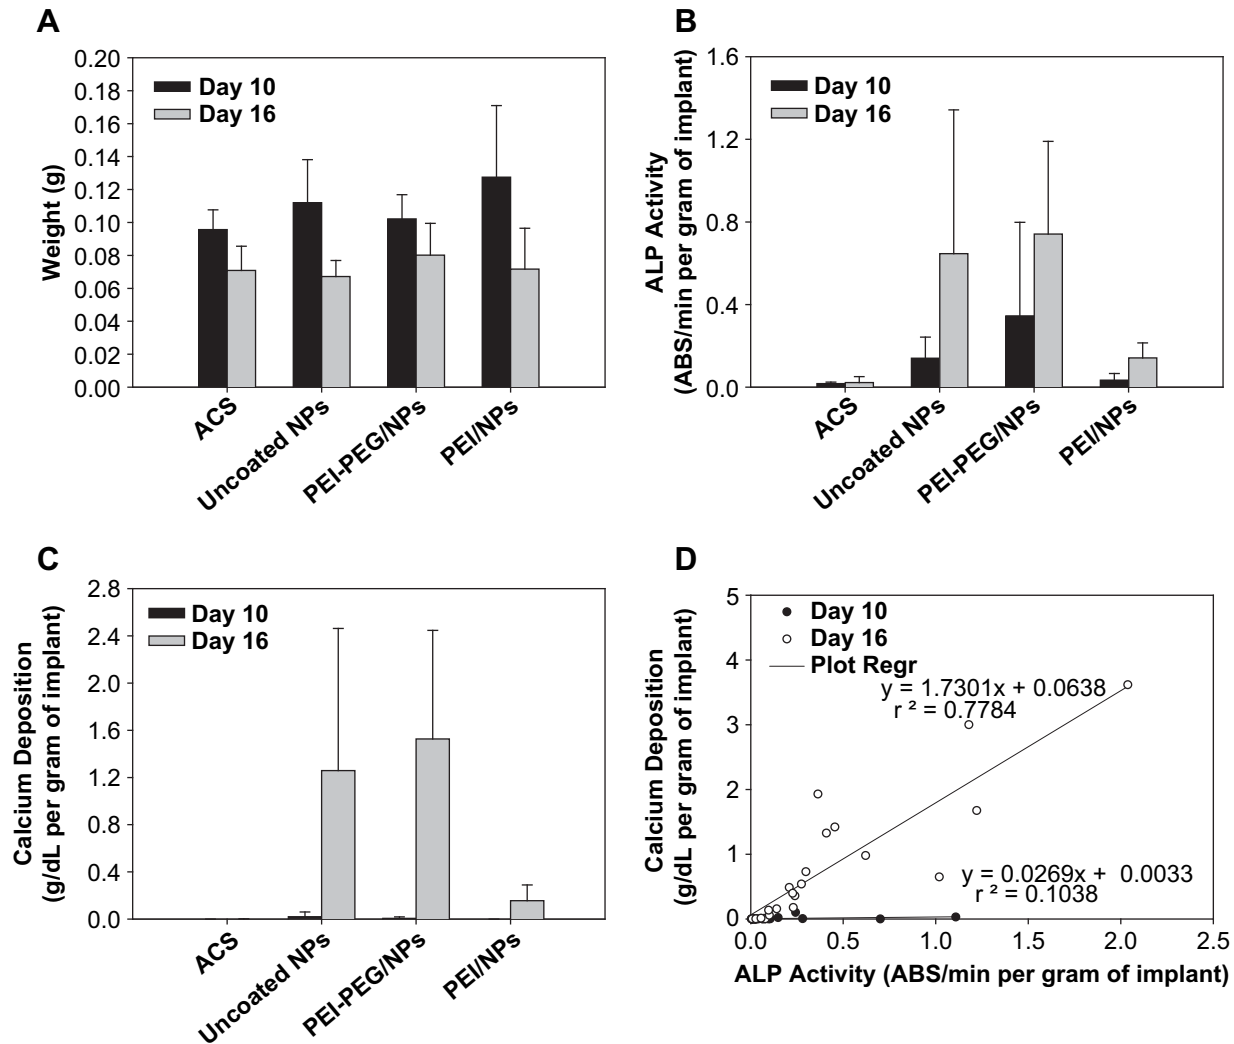 A
Weight (g)
0.20
0.18
0.16
0.14
0.12
0.10
0.08
0.06
0.04
0.02
0.00
Day 10
Day 16
ACS
Uncoated NPs
PEI-PEG/NPs
PEI/NPs
B
ALP Activity
(ABS/min per gram of implant)
1.6
1.2
0.8
0.4
0.0
Day 10
Day 16
ACS
Uncoated NPs
PEI-PEG/NPs
PEI/NPs
C
Calcium Deposition
(g/dL per gram of implant)
2.8
2.4
2.0
1.6
1.2
0.8
0.4
0.0
Day 10
Day 16
ACS
Uncoated NPs
PEI-PEG/NPs
PEI/NPs
D
Calcium Deposition
(g/dL per gram of implant)
5
4
3
2
1
0
Day 10
Day 16
Plot Regr
y = 1.7301x + 0.0638
r ² = 0.7784
y = 0.0269x + 0.0033
r ² = 0.1038
0.0 0.5 1.0 1.5 2.0 2.5
ALP Activity (ABS/min per gram of implant)